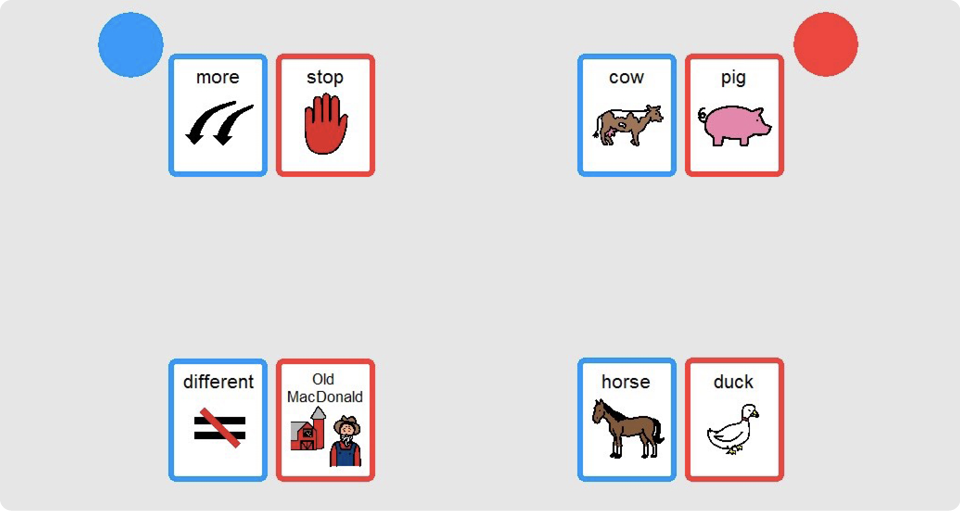 more
stop
cow
pig
different
Old
MacDonald
horse
duck